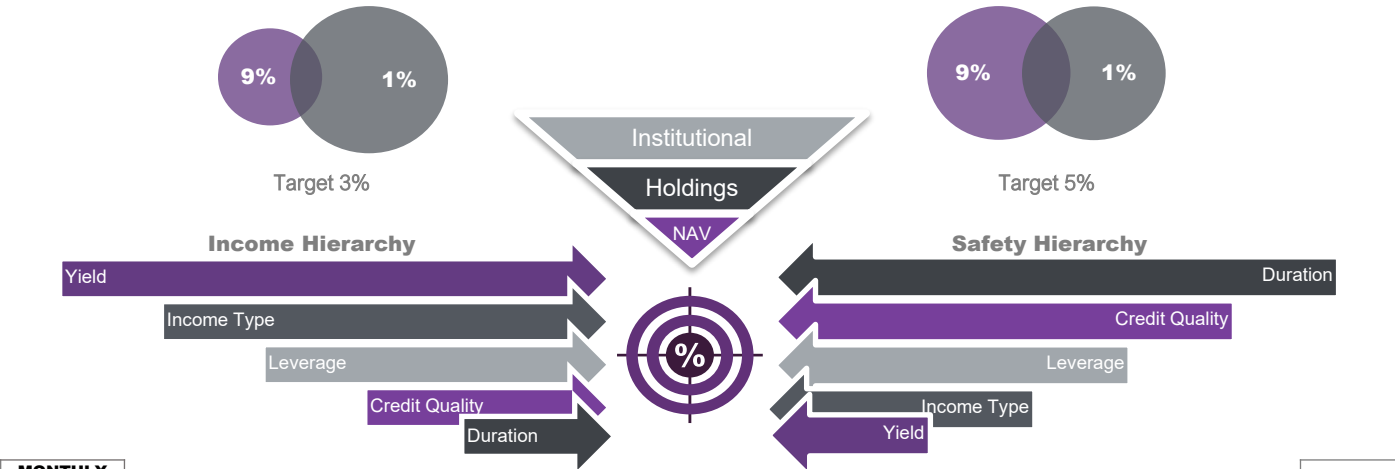 9%
1%
9%
1%
Target 3%
Target 5%
Institutional
Holdings
NAV
Income Hierarchy
Yield
Income Type
Leverage
Credit Quality
Duration
%
Safety Hierarchy
Duration
Credit Quality
Leverage
Income Type
Yield
MONTHLY